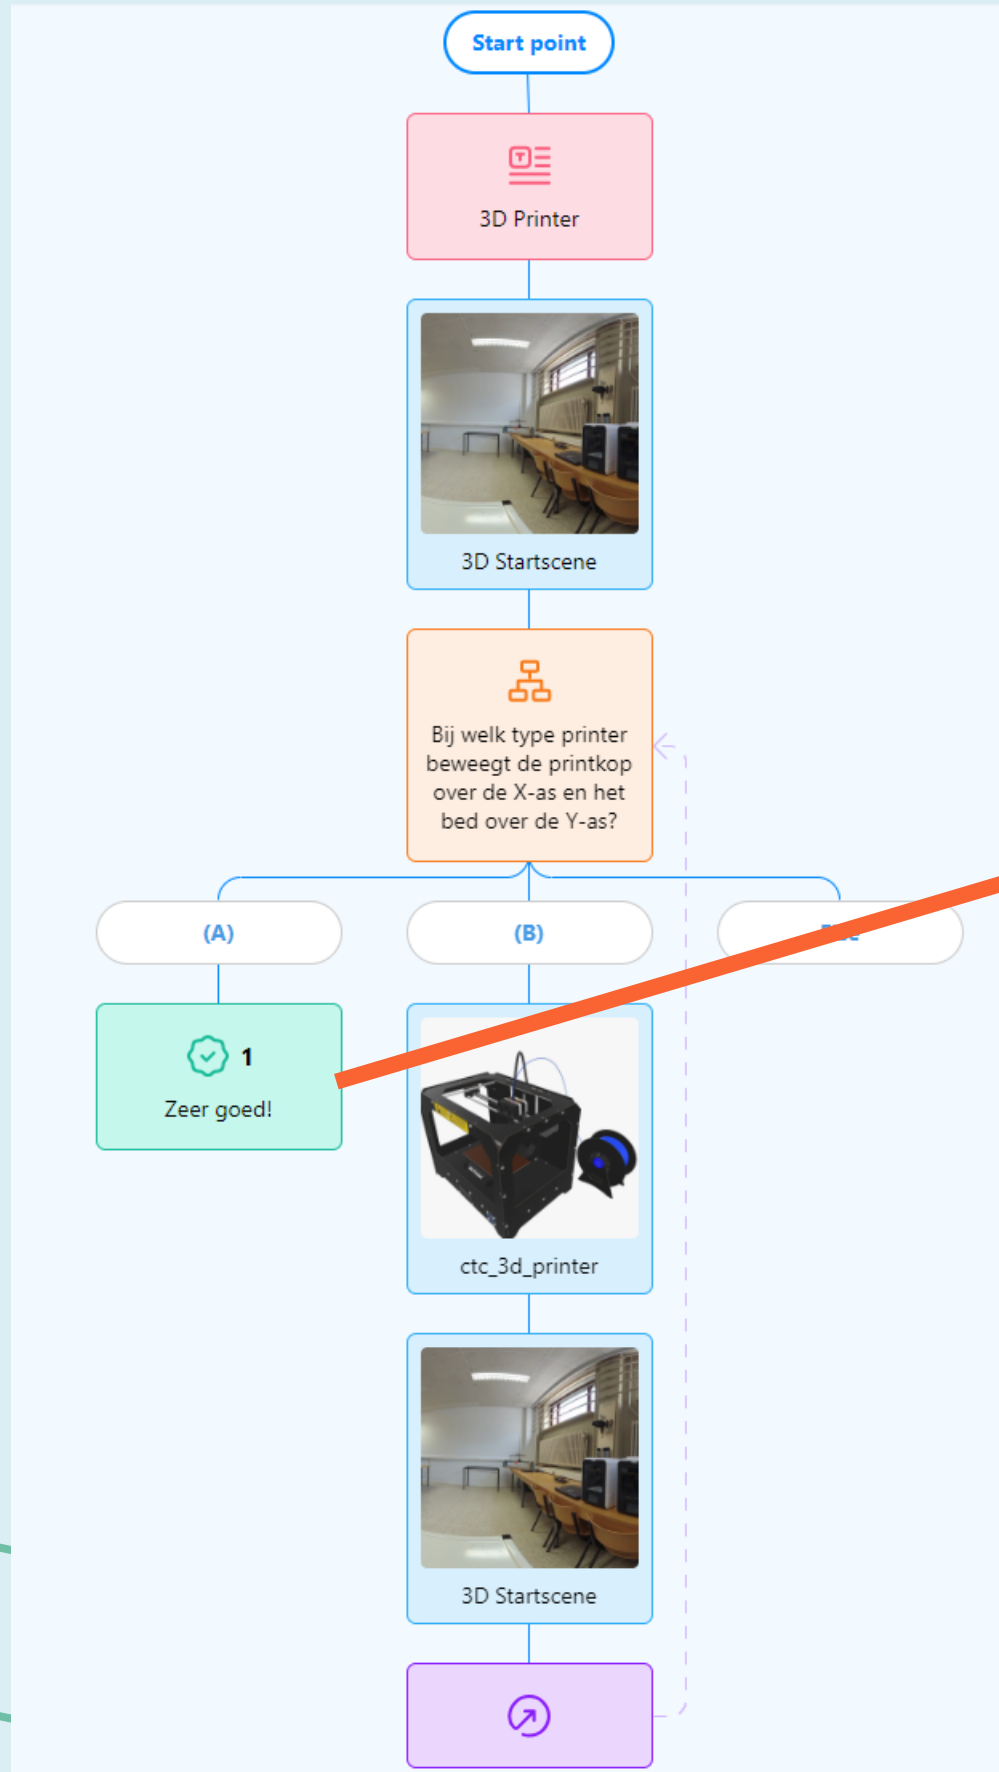 Start point
3D Printer
3D Startscene
Bij welk type printer
beweegt de printkop
over de X-as en het
bed over de Y-as?
(A)
(B)
1
Zeer goed!
ctc_3d_printer
3D Startscene